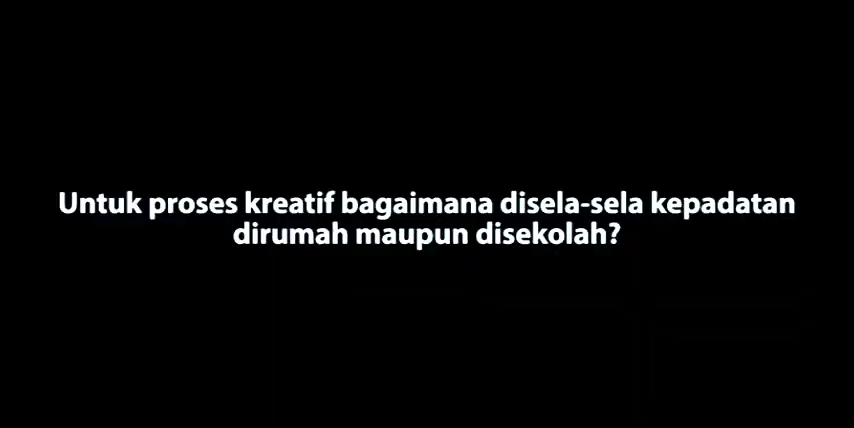 Untuk proses kreatif bagaimana disela-sela kepadatan
dirumah maupun disekolah?